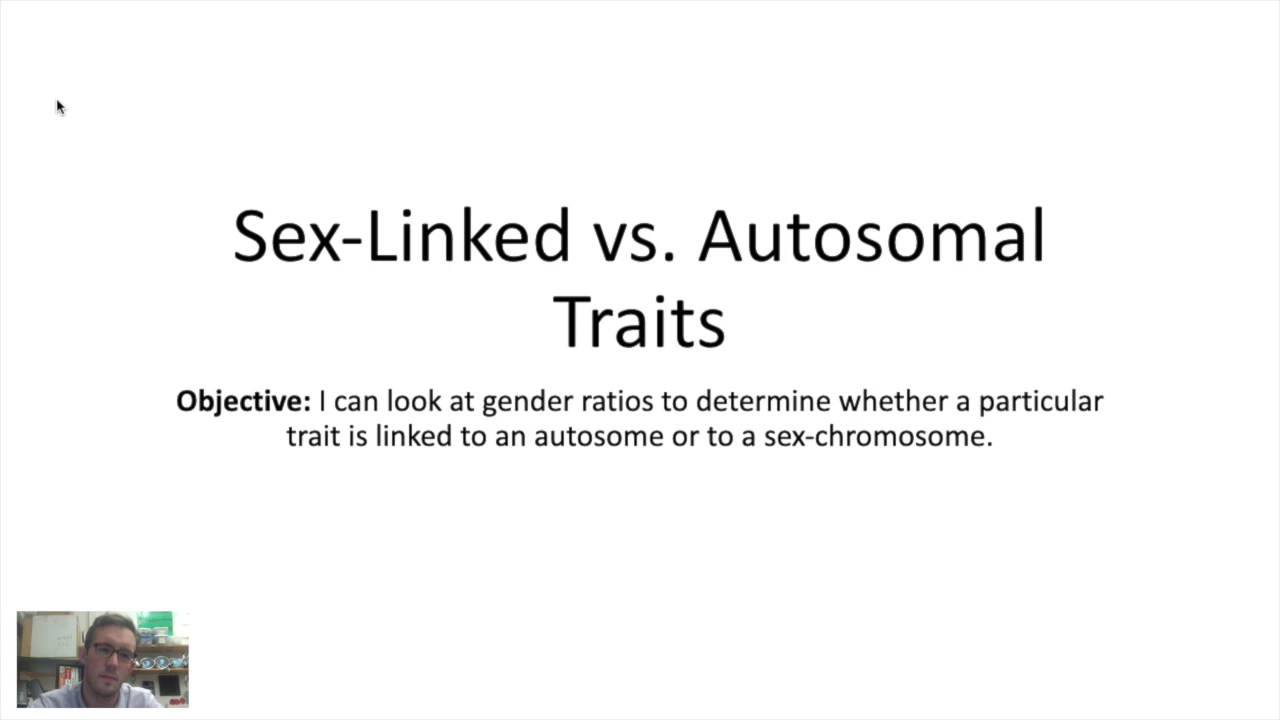 Sex-Linked vs. Autosomal
Traits
Objective: I can look at gender ratios to determine whether a particular
trait is linked to an autosome or to a sex-chromosome.